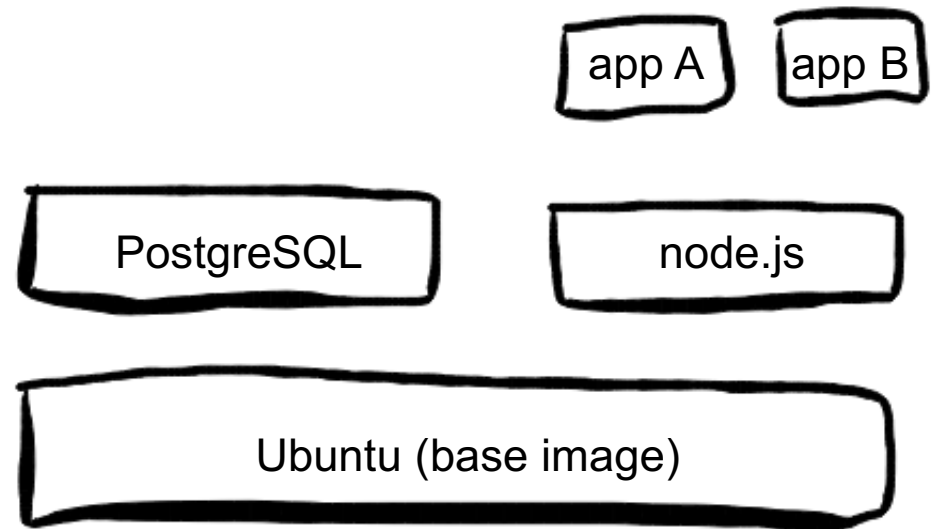 app A
app B
PostgreSQL
node.js
Ubuntu (base image)